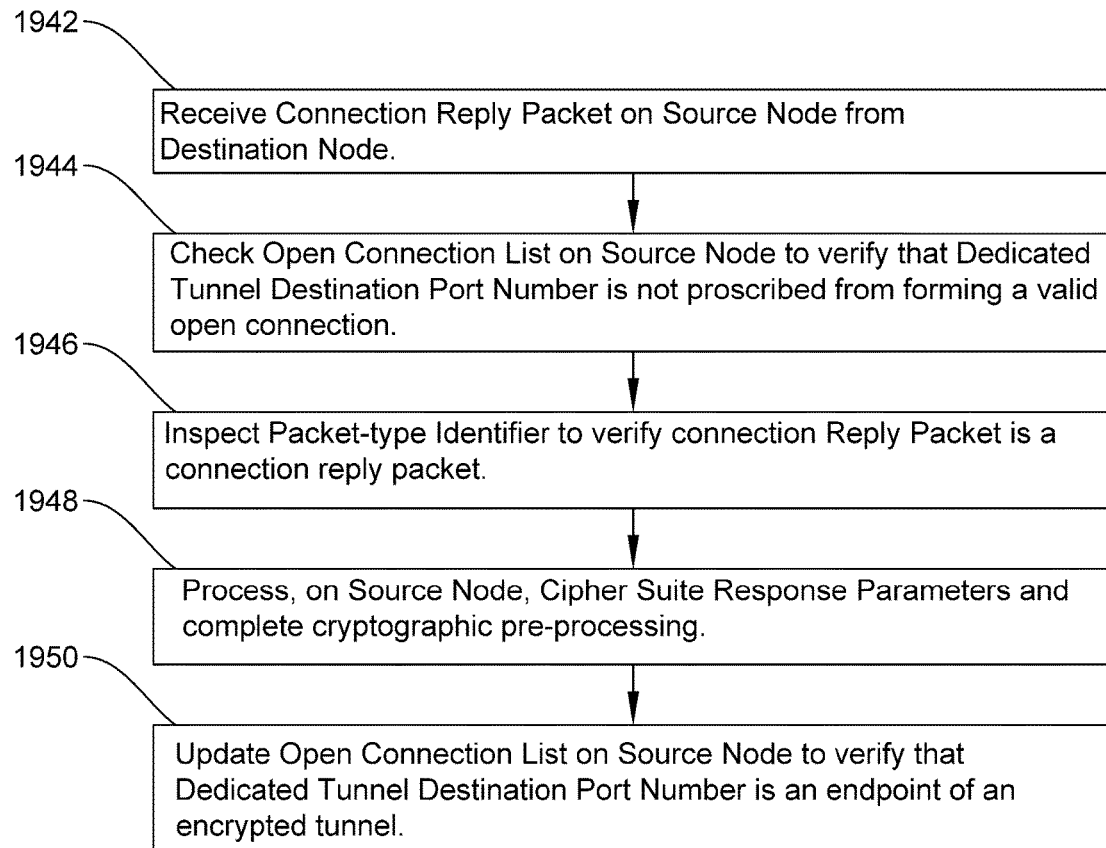 1942
Receive Connection Reply Packet on Source Node from
Destination Node.
1944
Check Open Connection List on Source Node to verify that Dedicated
Tunnel Destination Port Number is not proscribed from forming a valid
open connection.
1946
Inspect Packet-type Identifier to verify connection Reply Packet is a
connection reply packet.
1948
Process, on Source Node, Cipher Suite Response Parameters and
complete cryptographic pre-processing.
1950
Update Open Connection List on Source Node to verify that
Dedicated Tunnel Destination Port Number is an endpoint of an
encrypted tunnel.